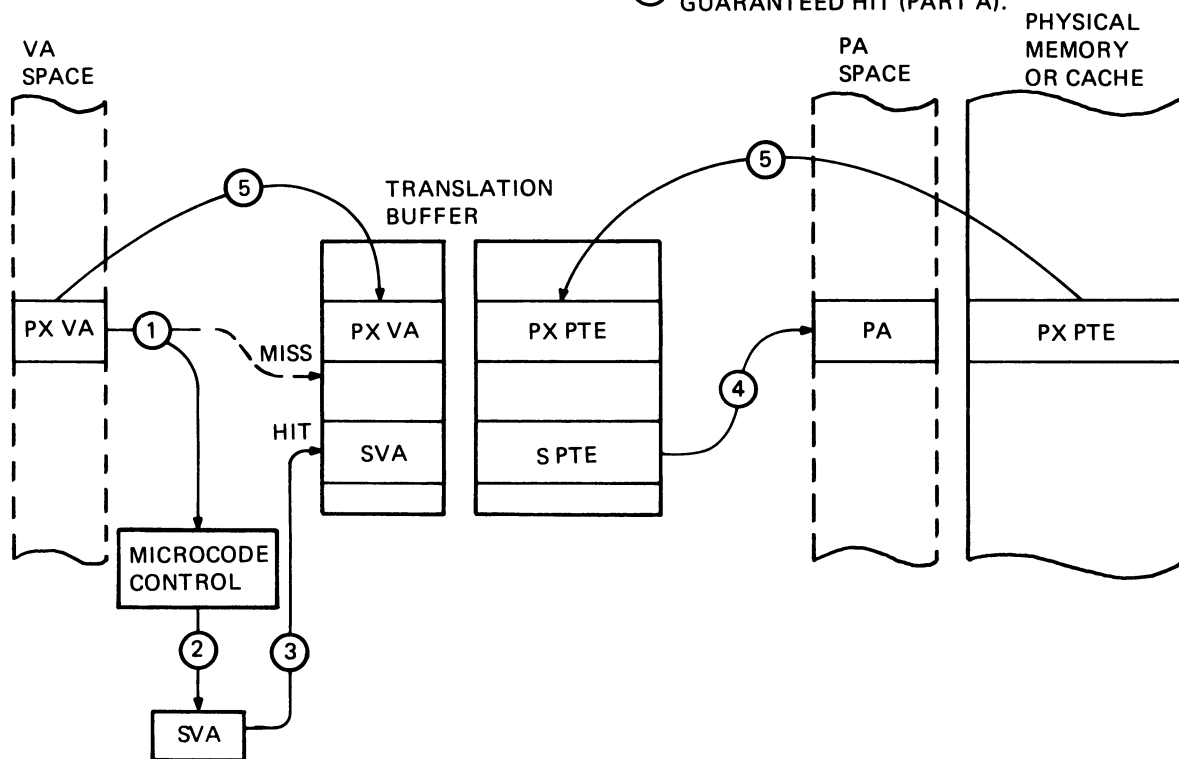 GUARANTEED HIT (PART A).
VA
SPACE
PA
SPACE
PHYSICAL
MEMORY
OR CACHE
5
5
TRANSLATION
BUFFER
PX VA
1
MISS
PX VA
PX PTE
PA
PX PTE
4
HIT
SVA
S PTE
MICROCODE
CONTROL
2
3
SVA